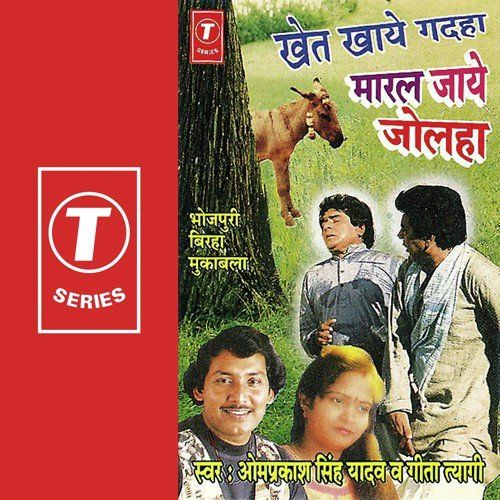 T
SERIES
T
SERIES
खेत खाये गदहा
मारल जाये
जोलहा
भोजपुरी
बिरहा
मुकाबला
स्वर : ओमप्रकाश सिंह यादव व गीता त्यागी